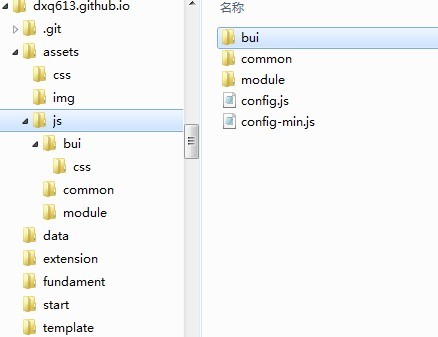 dxq613.github.io
.git
assets
css
img
js
bui
css
common
module
data
extension
fundament
start
template
名称
bui
common
module
config.js
config-min.js